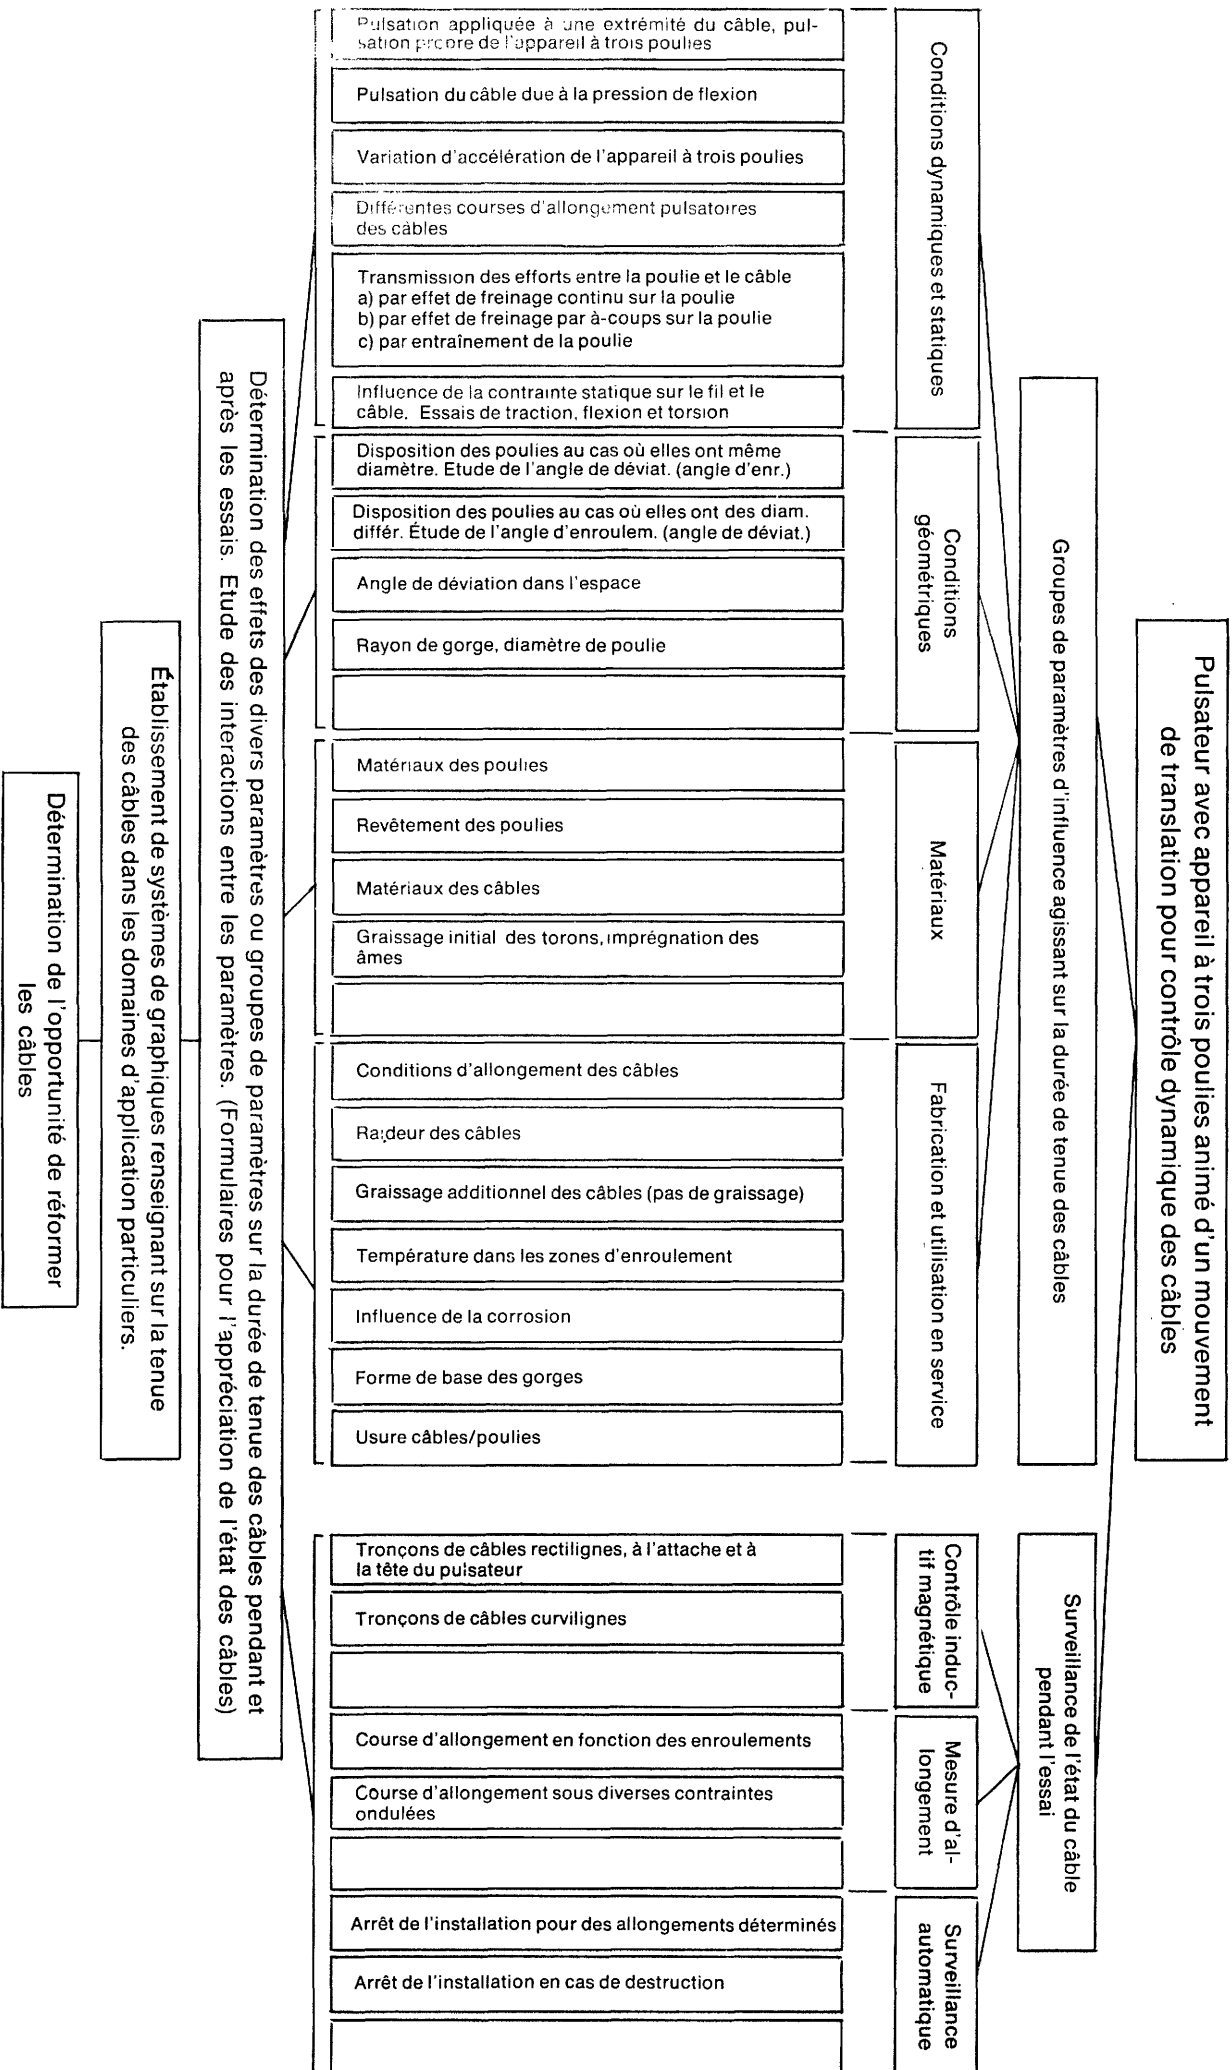 Pulsateur avec appareil à trois poulies animé d'un mouvement
de translation pour contrôle dynamique des câbles
Groupes de paramètres d'influence agissant sur la durée de tenue des câbles
Conditions dynamiques et statiques
Pulsation appliquée à une extrémité du câble, pul-
sation propre de l'appareil à trois poulies
Pulsation du câble due à la pression de flexion
Variation d'accélération de l'appareil à trois poulies
Différentes courses d'allongement pulsatoires
des câbles
Transmission des efforts entre la poulie et le câble
a) par effet de freinage continu sur la poulie
b) par effet de freinage par à-coups sur la poulie
c) par entraînement de la poulie
Influence de la contrainte statique sur le fil et le
câble. Essais de traction, flexion et torsion
Conditions
géométriques
Disposition des poulies au cas où elles ont même
diamètre. Etude de l'angle de déviat. (angle d'enr.)
Disposition des poulies au cas où elles ont des diam.
différ. Étude de l'angle d'enroulem. (angle de déviat.)
Angle de déviation dans l'espace
Rayon de gorge, diamètre de poulie
Matériaux
Matériaux des poulies
Revêtement des poulies
Matériaux des câbles
Graissage initial des torons, imprégnation des
âmes
Fabrication et utilisation en service
Conditions d'allongement des câbles
Raideur des câbles
Graissage additionnel des câbles (pas de graissage)
Température dans les zones d'enroulement
Influence de la corrosion
Forme de base des gorges
Usure câbles/poulies
Surveillance de l'état du câble
pendant l'essai
Contrôle induc-
tif magnétique
Tronçons de câbles rectilignes, à l'attache et à
la tête du pulsateur
Tronçons de câbles curvilignes
Mesure d'al-
longement
Course d'allongement en fonction des enroulements
Course d'allongement sous diverses contraintes
ondulées
Surveillance
automatique
Arrêt de l'installation pour des allongements déterminés
Arrêt de l'installation en cas de destruction
Détermination des effets des divers paramètres ou groupes de paramètres sur la durée de tenue des câbles pendant et
après les essais. Etude des interactions entre les paramètres. (Formulaires pour l'appréciation de l'état des câbles)
Établissement de systèmes de graphiques renseignant sur la tenue
des câbles dans les domaines d'application particuliers.
Détermination de l'opportunité de réformer
les câbles